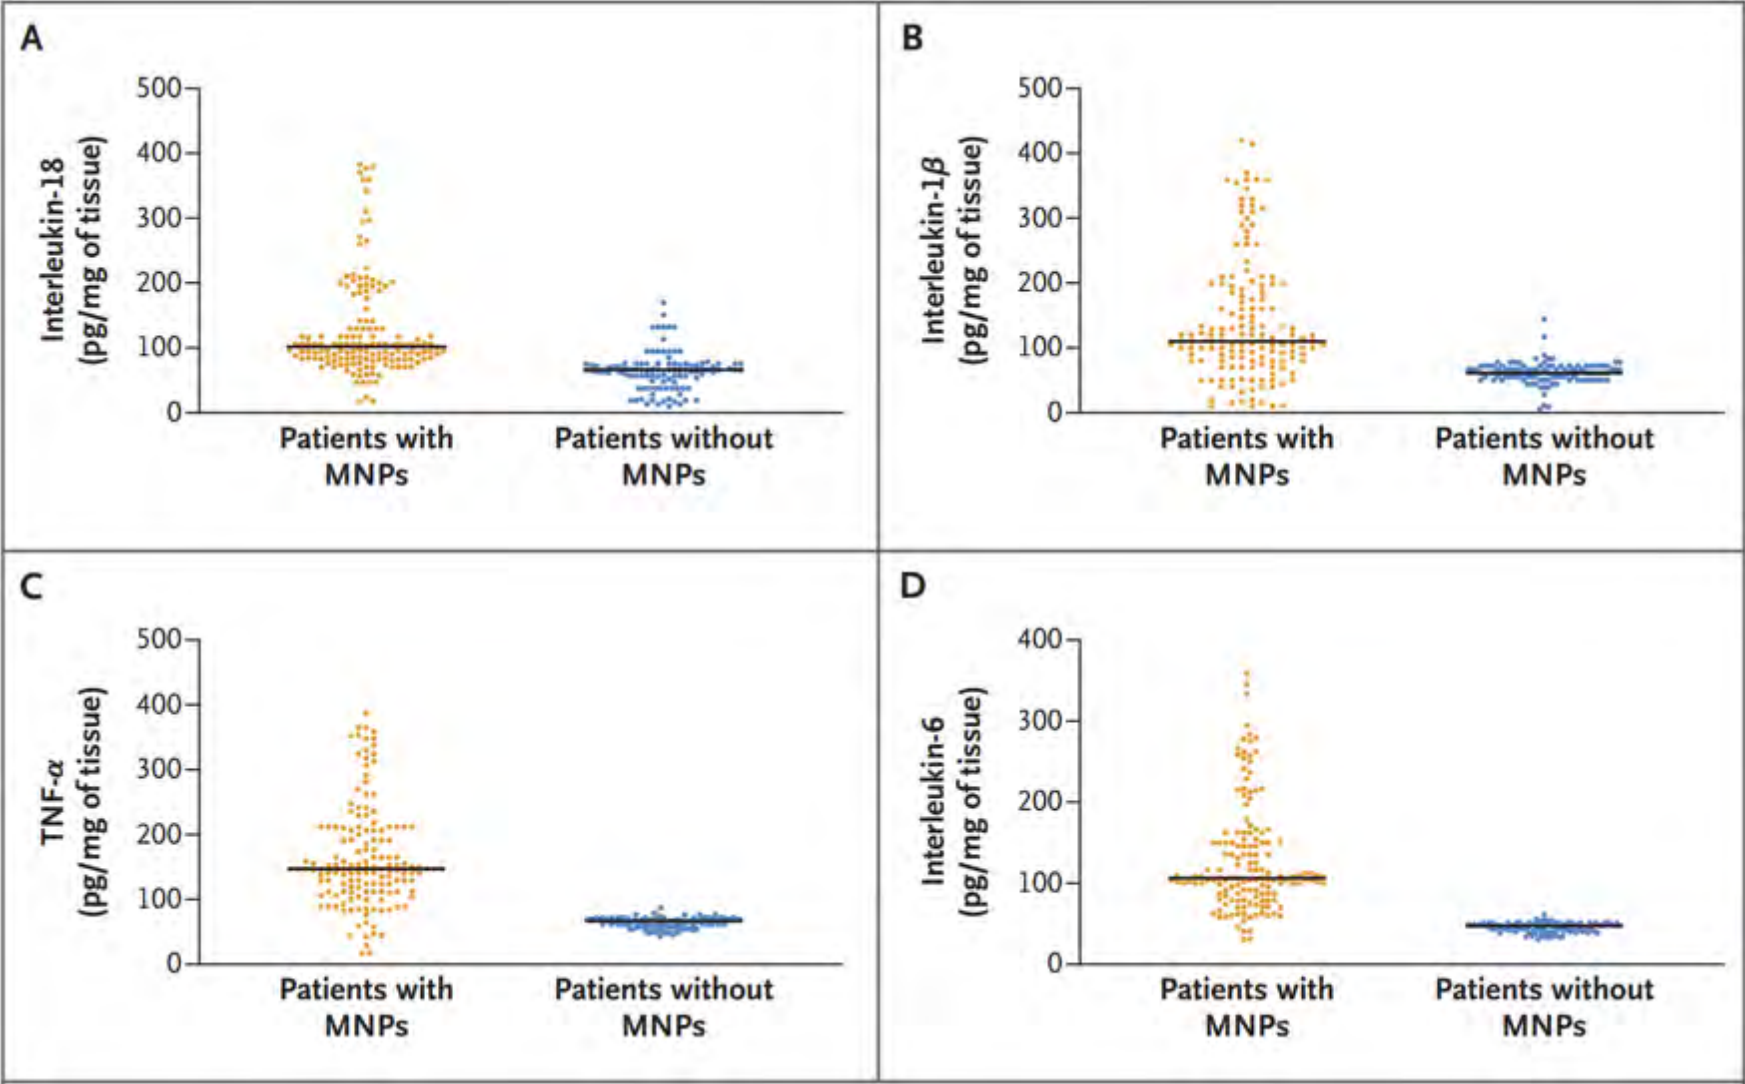 A
Interleukin-18
(pg/mg of tissue)
500
400
300
200
100
0
Patients with
MNPs
Patients without
MNPs
B
Interleukin-1β
(pg/mg of tissue)
500
400
300
200
100
0
Patients with
MNPs
Patients without
MNPs
C
TNF-α
(pg/mg of tissue)
500
400
300
200
100
0
Patients with
MNPs
Patients without
MNPs
D
Interleukin-6
(pg/mg of tissue)
400
300
200
100
0
Patients with
MNPs
Patients without
MNPs